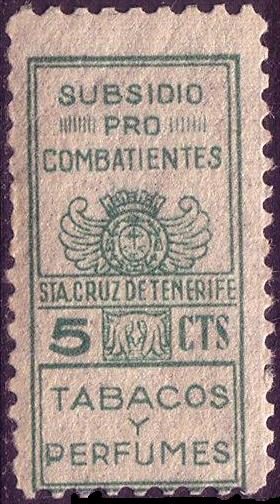 SUBSIDIO
PRO
COMBATIENTES
STA.CRUZ DE TENERIFE
5 CTS
TABACOS
Y
PERFUMES